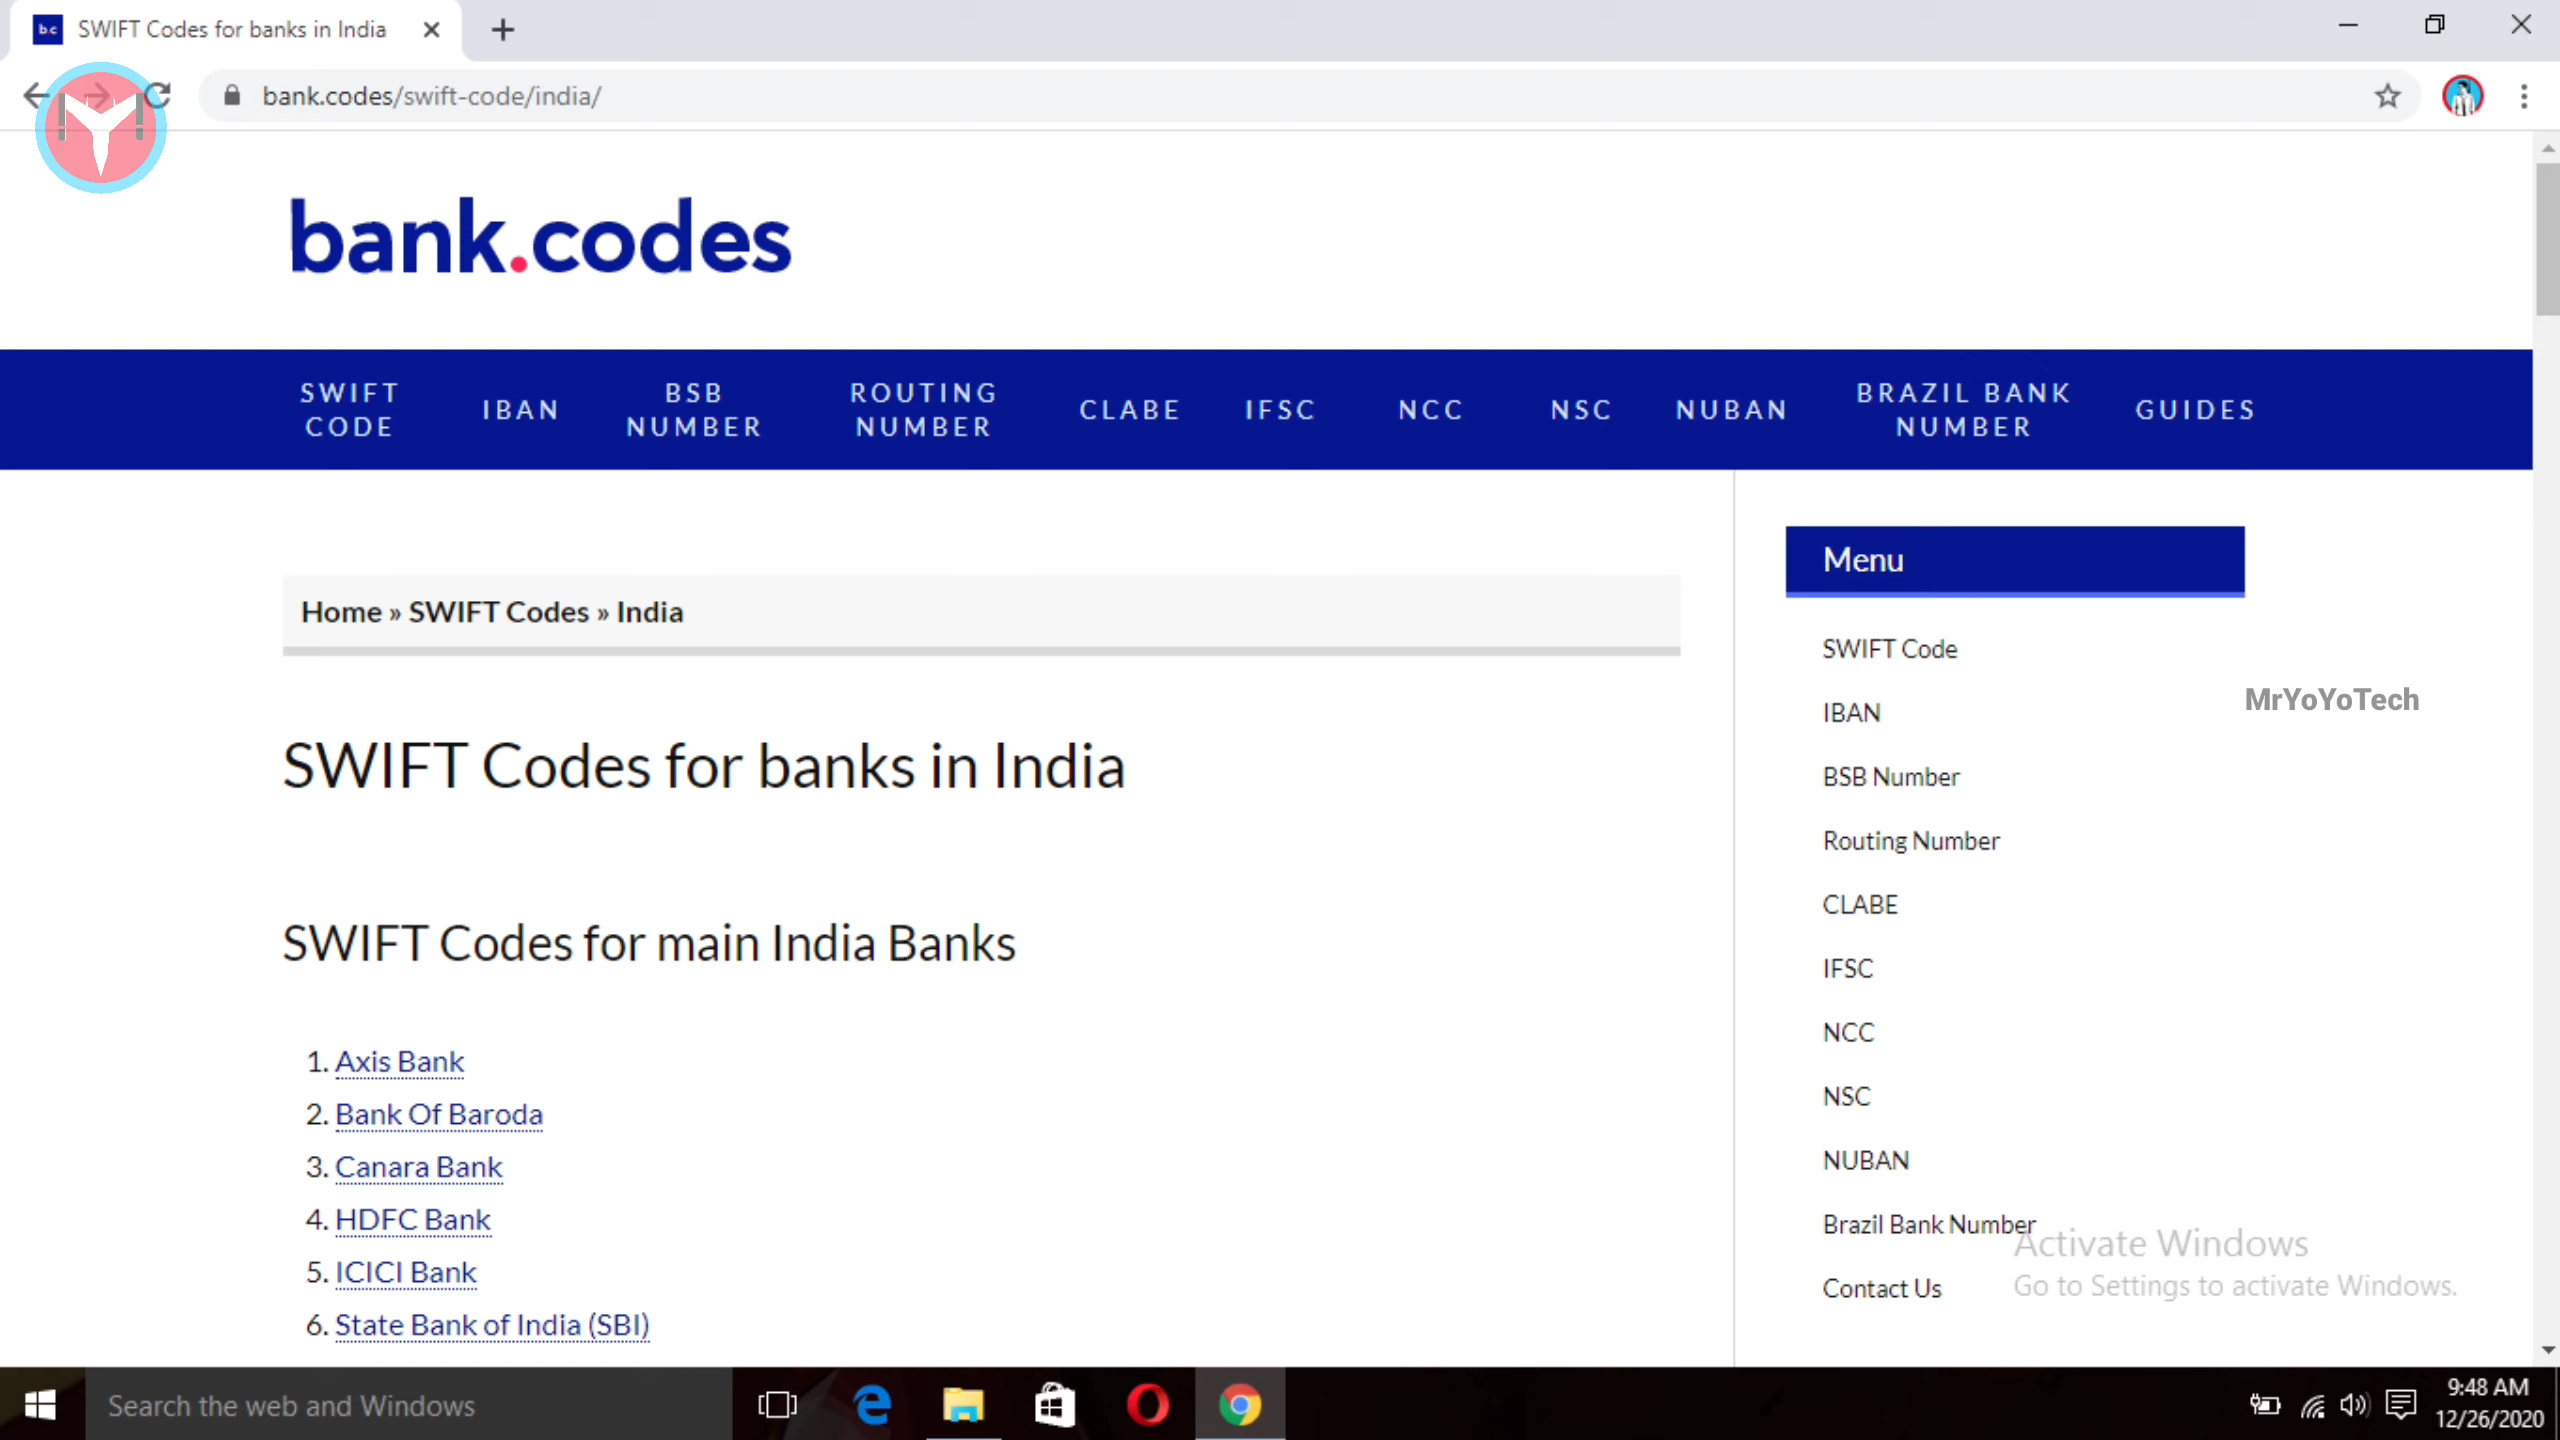 b.c SWIFT Codes for banks in India
bank.codes/swift-code/india/
bank.codes
SWIFT CODE
IBAN
BSB NUMBER
ROUTING NUMBER
CLABE
IFSC
NCC
NSC
NUBAN
BRAZIL BANK NUMBER
GUIDES
Home » SWIFT Codes » India
SWIFT Codes for banks in India
SWIFT Codes for main India Banks
1. Axis Bank
2. Bank Of Baroda
3. Canara Bank
4. HDFC Bank
5. ICICI Bank
6. State Bank of India (SBI)
Menu
SWIFT Code
IBAN
BSB Number
Routing Number
CLABE
IFSC
NCC
NSC
NUBAN
Brazil Bank Number
Contact Us
MrYoYoTech
Activate Windows
Go to Settings to activate Windows.
Search the web and Windows
9:48 AM
12/26/2020